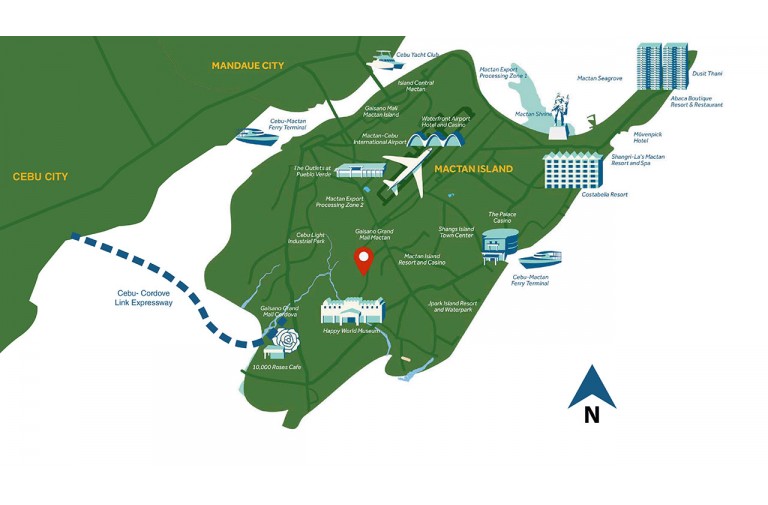 Cebu Yacht Club
MANDAUE CITY
Mactan Export
Processing Zone 1
Mactan Seagrove
Dusit Thani
Island Central
Mactan
Abaca Boutique
Resort & Restaurant
Gaisano Mall
Mactan Island
Waterfront Airport
Hotel and Casino
Mactan Shrine
Cebu-Mactan
Ferry Terminal
Mactan-Cebu
International Airport
Mövenpick
Hotel
CEBU CITY
The Outlets at
Pueblo Verde
MACTAN ISLAND
Shangri-La's Mactan
Resort and Spa
Costabella Resort
Mactan Export
Processing Zone 2
The Palace
Casino
Cebu Light
Industrial Park
Gaisano Grand
Mall Mactan
Shangs Island
Town Center
Mactan Island
Resort and Casino
Cebu-Mactan
Ferry Terminal
Cebu- Cordove
Link Expressway
Gaisano Grand
Mall Cordova
Jpark Island Resort
and Waterpark
Happy World Museum
10,000 Roses Cafe
N